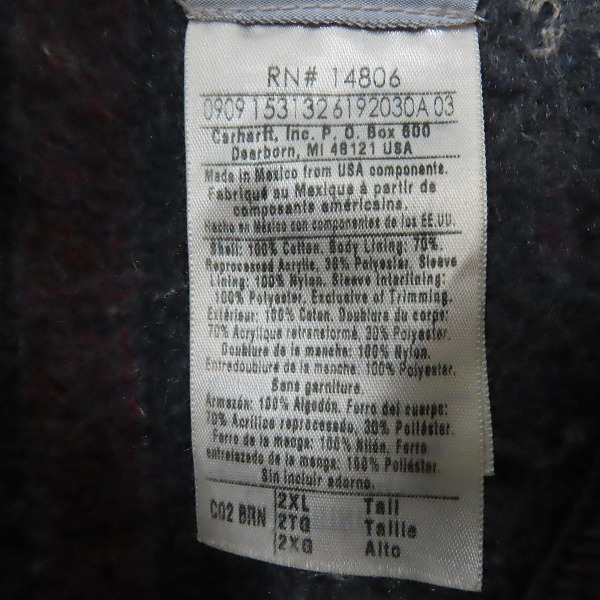 RN# 14806
09091531326192030A03
Carhartt, Inc. P. O. Box 600
Dearborn, MI 48121 USA
Made in Mexico from USA components.
Fabriqué au Mexique à partir de
composants américains.
Hecho en México con componentes de los EE.UU.
Shell: 100% Cotton. Body Lining: 70%.
Reprocessed Acrylic, 30% Polyester. Sleeve
Lining: 100% Nylon. Sleeve Interlining:
100% Polyester, Exclusive of Trimming.
Extérieur: 100% Coton. Doublure du corps:
70% Acrylique retransformé, 30% Polyester.
Doublure de la manche: 100% Nylon.
Entredoublure de la manche: 100% Polyester.
Sans garniture.
Armazón: 100% Algodón. Forro del cuerpo:
70% Acrílico reprocesado, 30% Poliéster.
Forro de la manga: 100% Nilón. Forro
entrelazado de la manga: 100% Poliéster.
Sin incluir adorno.
C02 BRN
2XL Tall
2TG Taille
2XG Alto